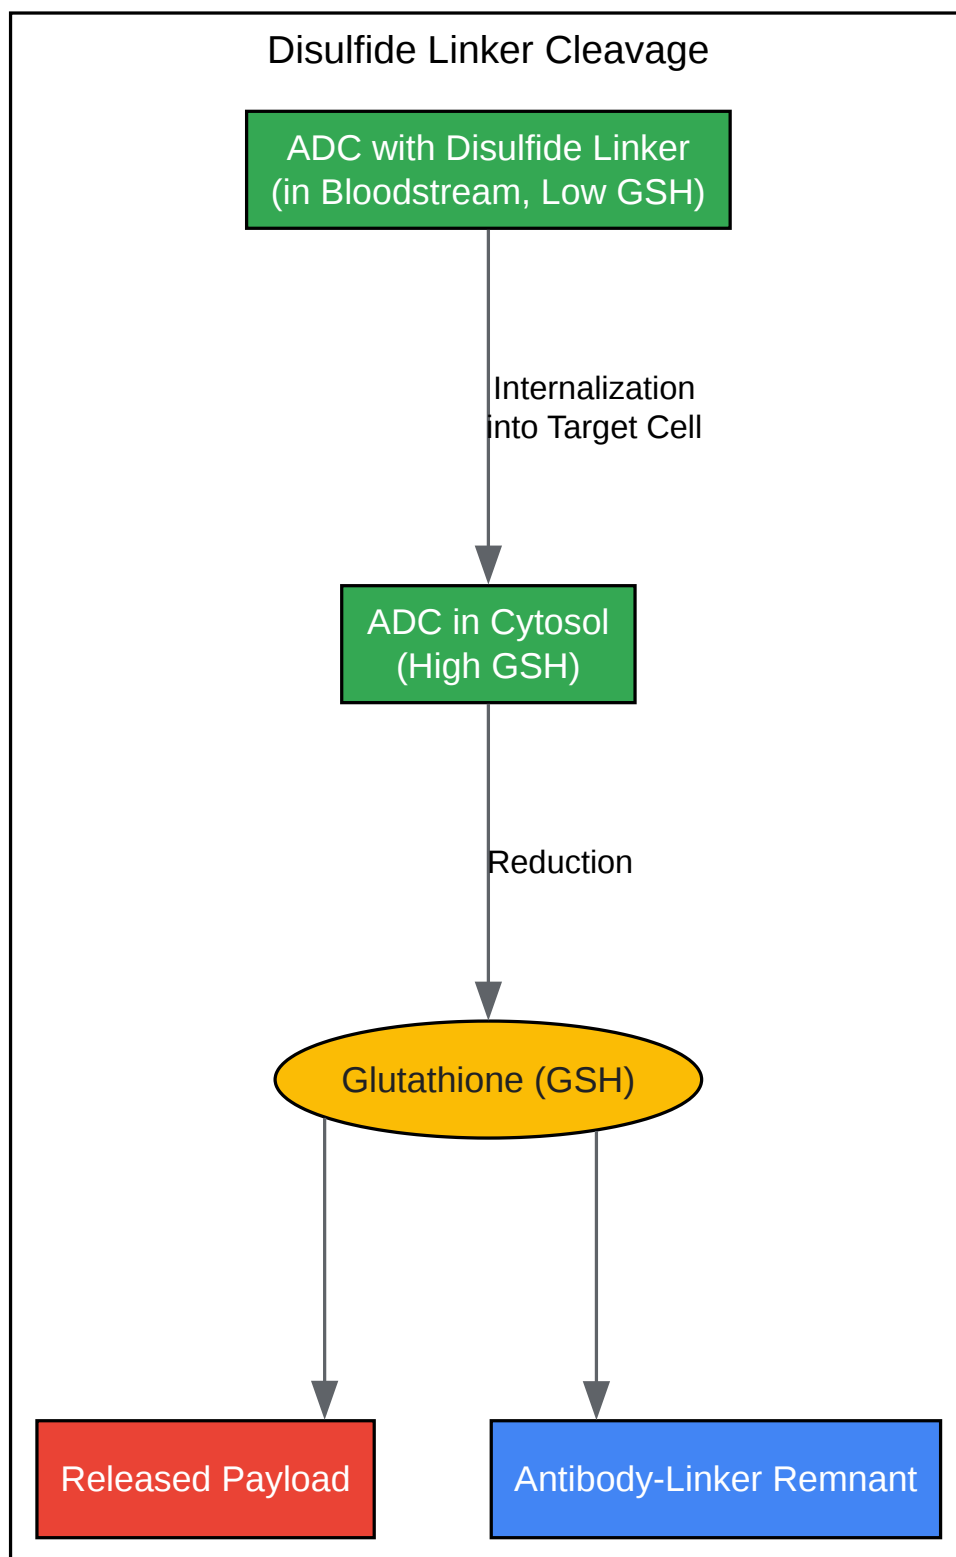 Disulfide Linker Cleavage
ADC with Disulfide Linker
(in Bloodstream, Low GSH)
Internalization
into Target Cell
ADC in Cytosol
(High GSH)
Reduction
Glutathione (GSH)
Released Payload
Antibody-Linker Remnant